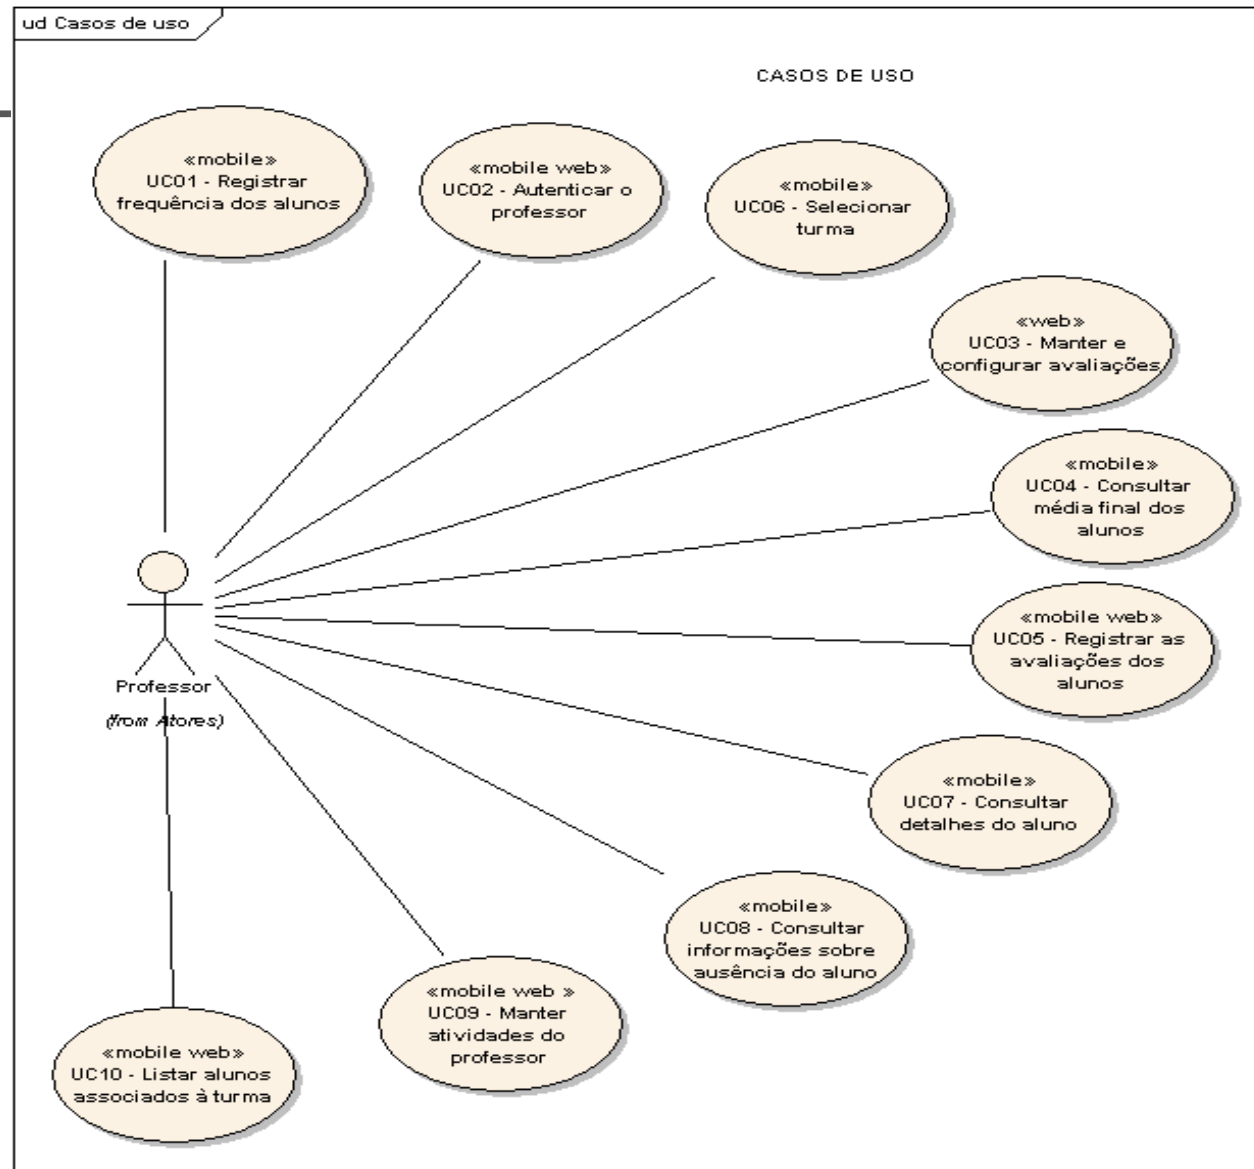 ud Casos de uso
CASOS DE USO
«mobile»
UC01 - Registrar
frequência dos alunos
«mobile web»
UC02 - Autenticar o
professor
«mobile»
UC06 - Selecionar
turma
«web»
UC03 - Manter e
configurar avaliações
«mobile»
UC04 - Consultar
média final dos
alunos
«mobile web»
UC05 - Registrar as
avaliações dos
alunos
Professor
(from Atores)
«mobile»
UC07 - Consultar
detalhes do aluno
«mobile»
UC08 - Consultar
informações sobre
ausência do aluno
«mobile web »
UC09 - Manter
atividades do
professor
«mobile web»
UC10 - Listar alunos
associados à turma